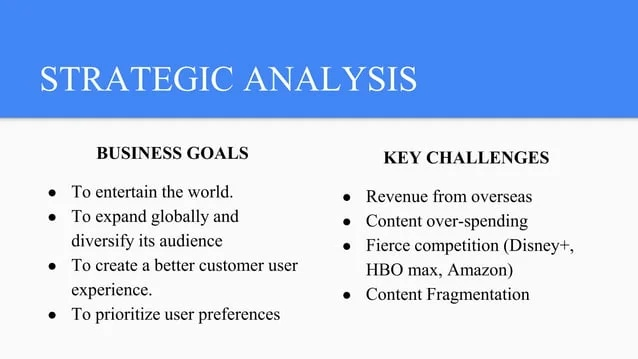 STRATEGIC ANALYSIS
BUSINESS GOALS
● To entertain the world.
● To expand globally and
diversify its audience
● To create a better customer user
experience.
● To prioritize user preferences
KEY CHALLENGES
● Revenue from overseas
● Content over-spending
● Fierce competition (Disney+,
HBO max, Amazon)
● Content Fragmentation